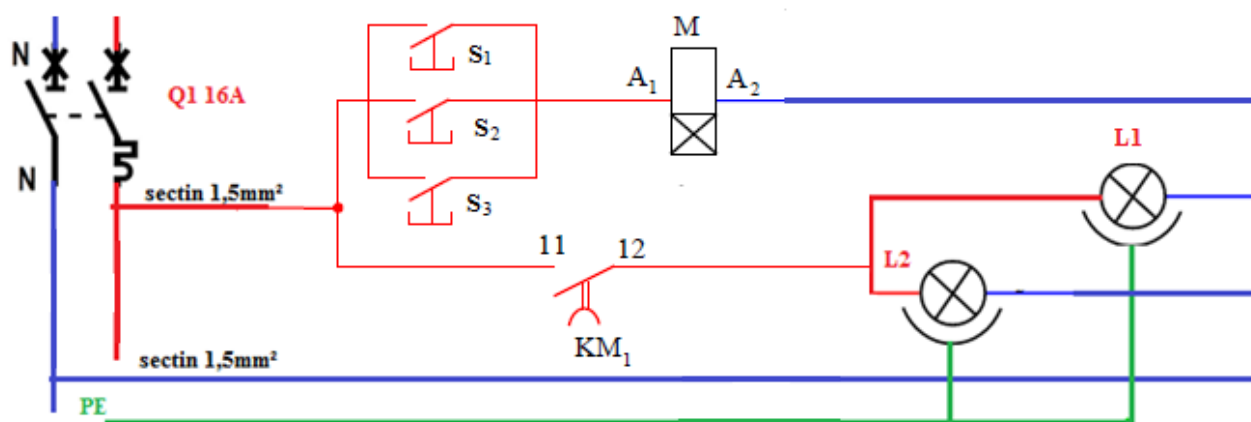 N
Q1 16A
N
sectin 1,5mm²
S₁
S₂
S₃
M
A₁
A₂
L1
11
12
L2
KM₁
sectin 1,5mm²
PE